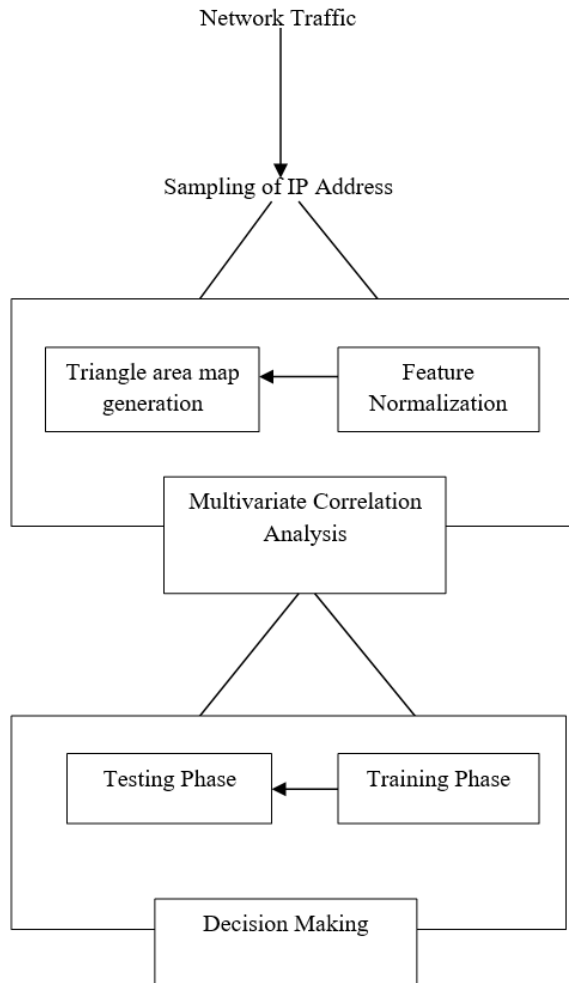 Network Traffic
Sampling of IP Address
Triangle area map
generation
Feature
Normalization
Multivariate Correlation
Analysis
Testing Phase
Training Phase
Decision Making